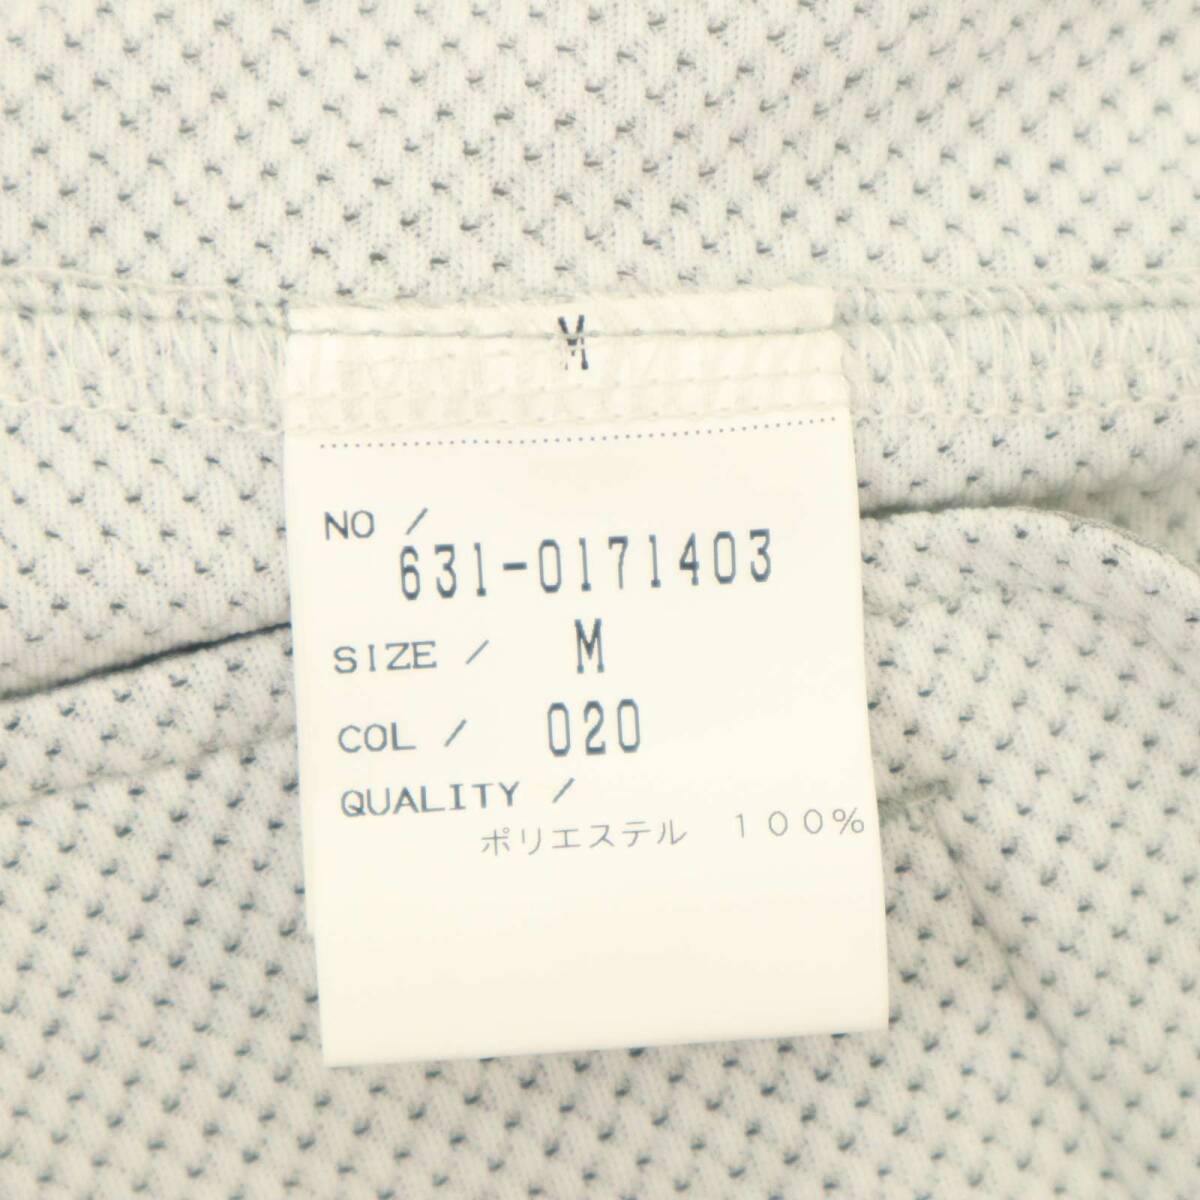 M
NO /
631-0171403
SIZE / M
COL / 020
QUALITY /
ポリエステル 100%